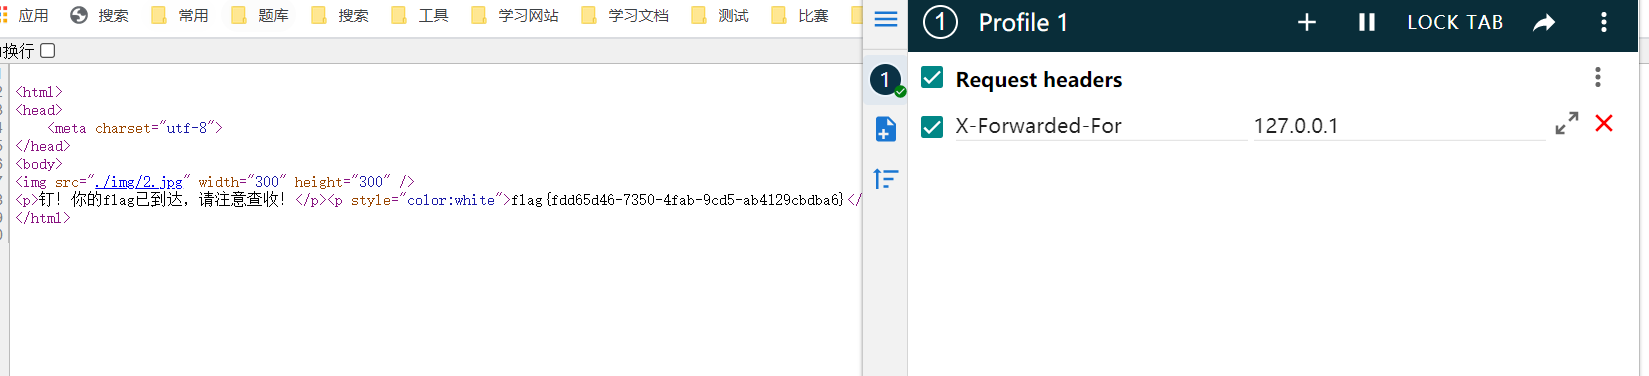 应用 搜索 常用 题库 搜索 工具 学习网站 学习文档 测试 比赛
换行
<html>
<head>
<meta charset="utf-8">
</head>
<body>
<img src="./img/2.jpg" width="300" height="300" />
<p>钉！你的flag已到达，请注意查收！</p><p style="color:white">flag{fdd65d46-7350-4fab-9cd5-ab4129cbdba6}</
</html>
1 Profile 1 LOCK TAB
1
Request headers
X-Forwarded-For 127.0.0.1